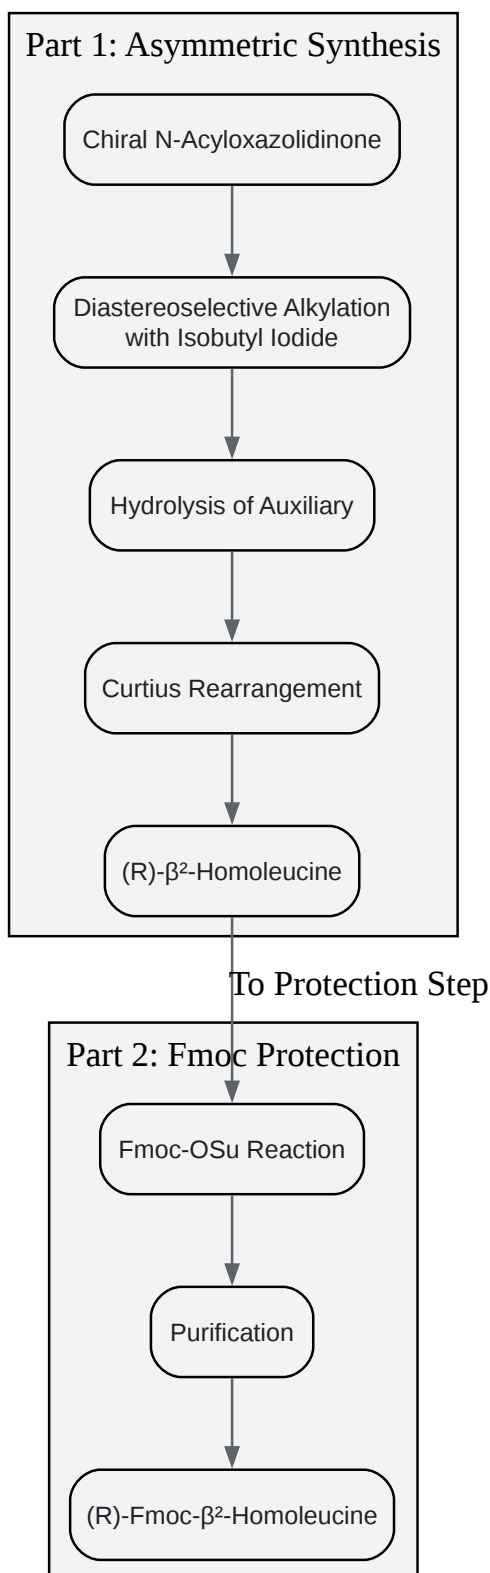 Part 1: Asymmetric Synthesis
Chiral N-Acyloxazolidinone
Diastereoselective Alkylation
with Isobutyl Iodide
Hydrolysis of Auxiliary
Curtius Rearrangement
(R)-β²-Homoleucine
To Protection Step
Part 2: Fmoc Protection
Fmoc-OSu Reaction
Purification
(R)-Fmoc-β²-Homoleucine